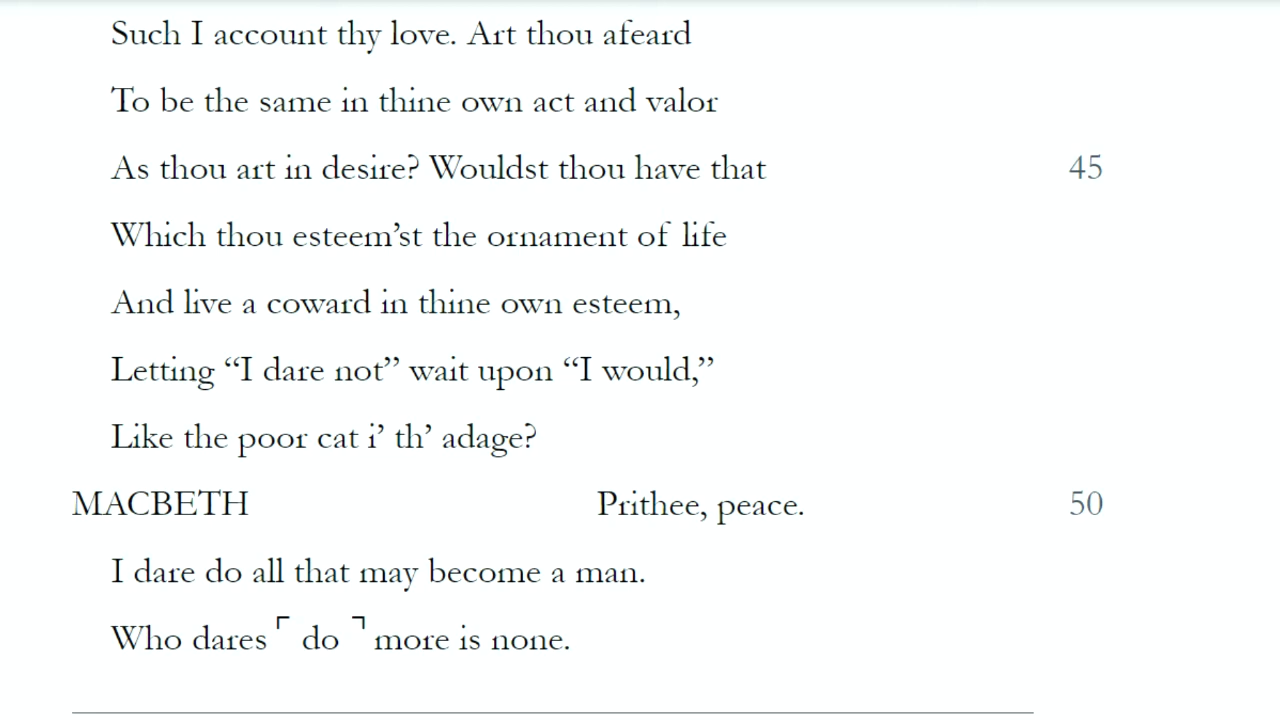 Such I account thy love. Art thou afeard
To be the same in thine own act and valor
As thou art in desire? Wouldst thou have that 45
Which thou esteem’st the ornament of life
And live a coward in thine own esteem,
Letting “I dare not” wait upon “I would,”
Like the poor cat i’ th’ adage?
MACBETH Prithee, peace. 50
I dare do all that may become a man.
Who dares ⌜do⌝ more is none.